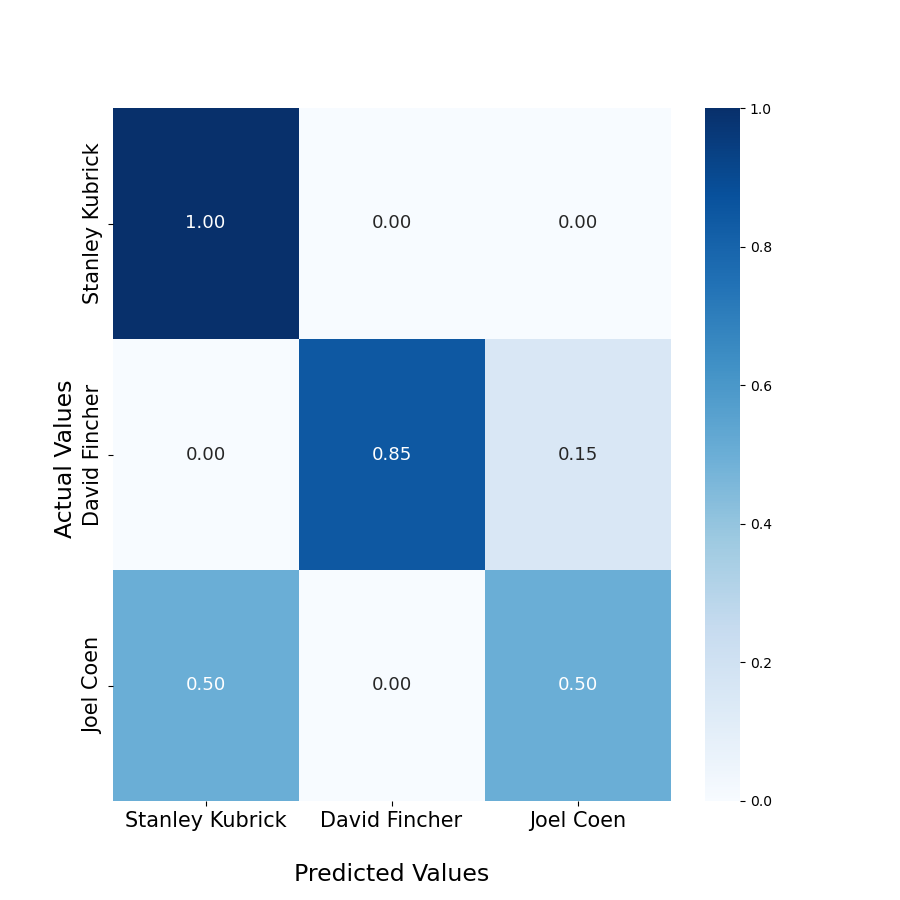 1.0
Stanley Kubrick
1.00 0.00 0.00
0.8
0.6
Actual Values
David Fincher
0.00 0.85 0.15
0.4
0.2
Joel Coen
0.50 0.00 0.50
0.0
Stanley Kubrick David Fincher Joel Coen
Predicted Values